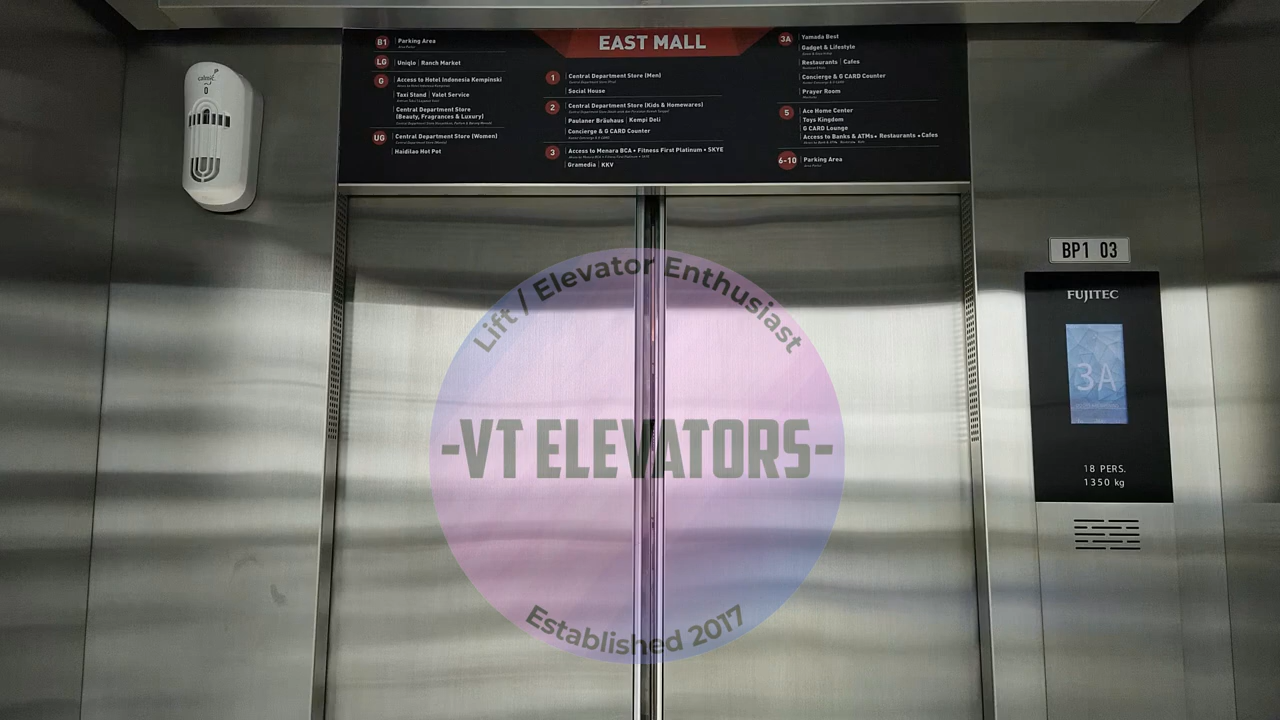 EAST MALL
B1 Parking Area
LG Uniqlo | Ranch Market
G Access to Hotel Indonesia Kempinski
Taxi Stand | Valet Service
Central Department Store
(Beauty, Fragrances & Luxury)
UG Central Department Store (Women)
Haidilao Hot Pot
1 Central Department Store (Men)
Social House
2 Central Department Store (Kids & Homewares)
Paulaner Bräuhaus | Kempi Deli
Concierge & G CARD Counter
3 Access to Menara BCA • Fitness First Platinum • SKYE
Gramedia | KKV
3A Yamada Best
Gadget & Lifestyle
Restaurants | Cafes
Concierge & G CARD Counter
Prayer Room
5 Ace Home Center
Toys Kingdom
G CARD Lounge
Access to Banks & ATMs • Restaurants • Cafes
6-10 Parking Area
calmic
BP1 03
FUJITEC
3A
18 PERS.
1350 kg
Lift / Elevator Enthusiast
-VT ELEVATORS-
Established 2017